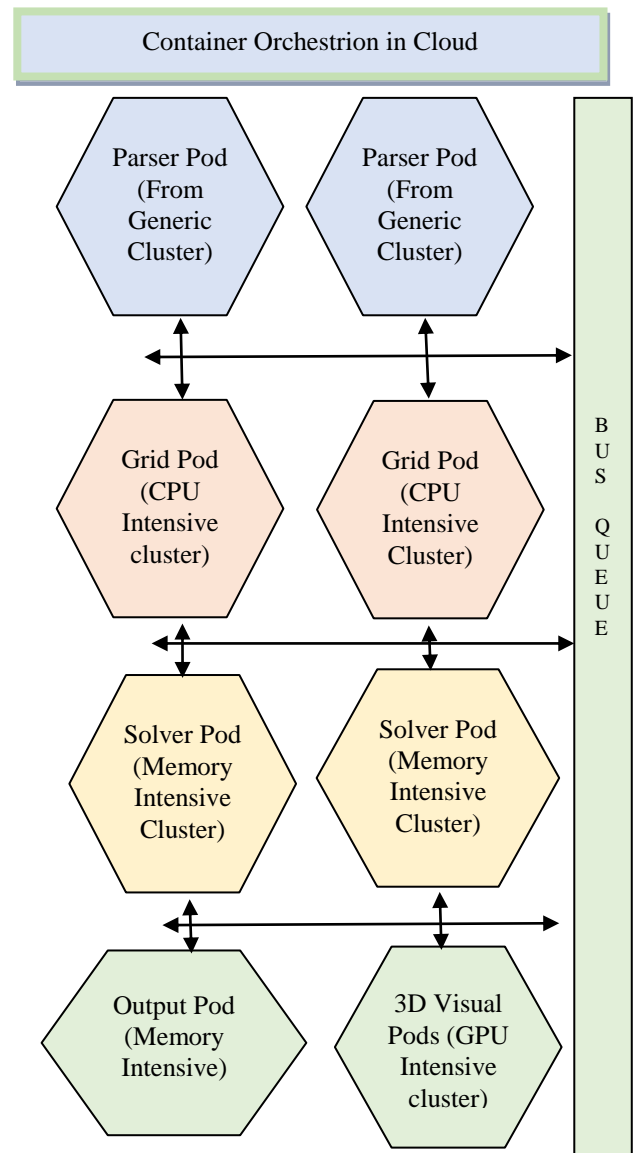 Container Orchestrion in Cloud
Parser Pod
(From
Generic
Cluster)
Parser Pod
(From
Generic
Cluster)
Grid Pod
(CPU
Intensive
cluster)
Grid Pod
(CPU
Intensive
Cluster)
Solver Pod
(Memory
Intensive
Cluster)
Solver Pod
(Memory
Intensive
Cluster)
Output Pod
(Memory
Intensive)
3D Visual
Pods (GPU
Intensive
cluster)
B
U
S
Q
U
E
U
E